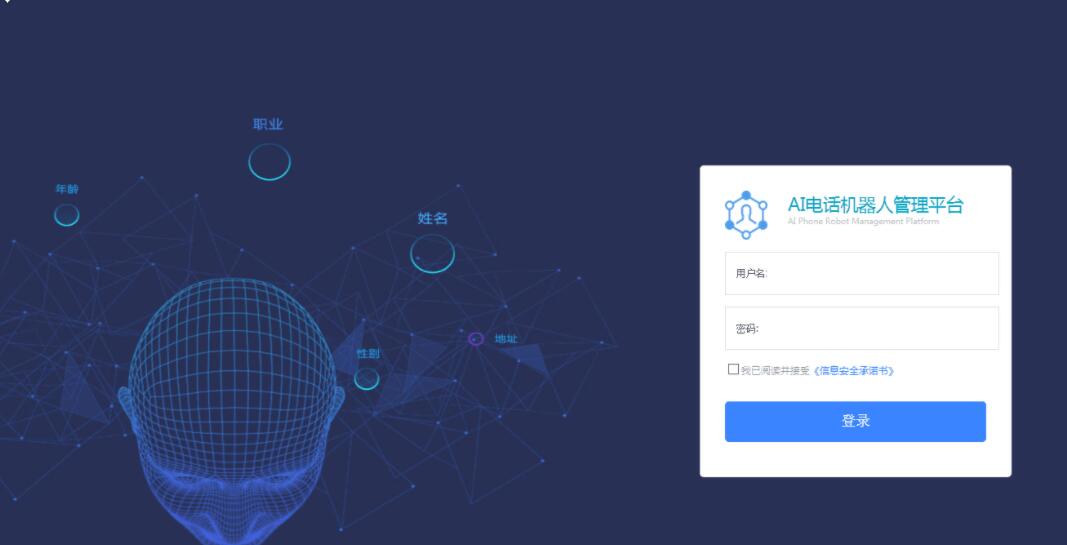 职业
年龄
姓名
性别
地址
AI电话机器人管理平台
AI Phone Robot Management Platform
用户名:
密码:
我已阅读并接受《信息安全承诺书》
登录